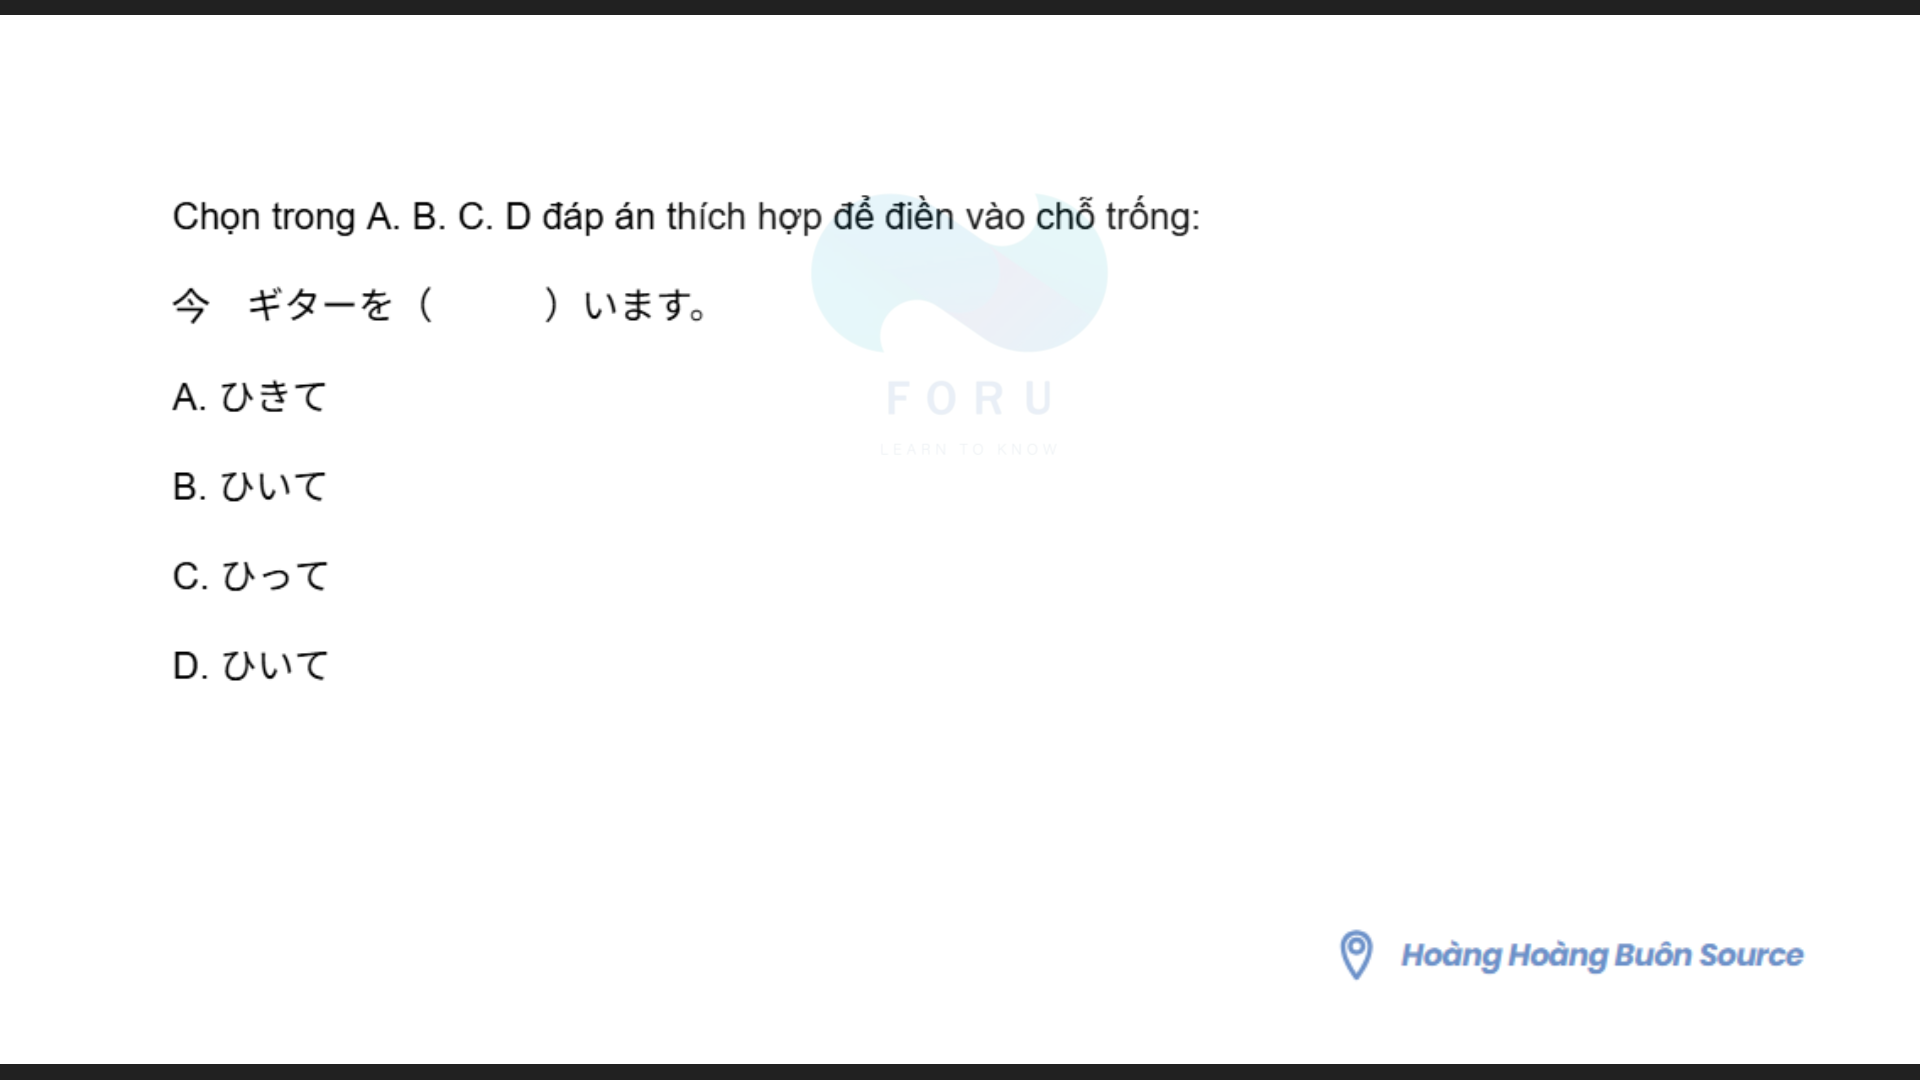 Chọn trong A. B. C. D đáp án thích hợp để điền vào chỗ trống:
今　ギターを（　　　）います。
A. ひきて
B. ひいて
C. ひって
D. ひいて
FORU
LEARN TO KNOW
Hoàng Hoàng Buôn Source